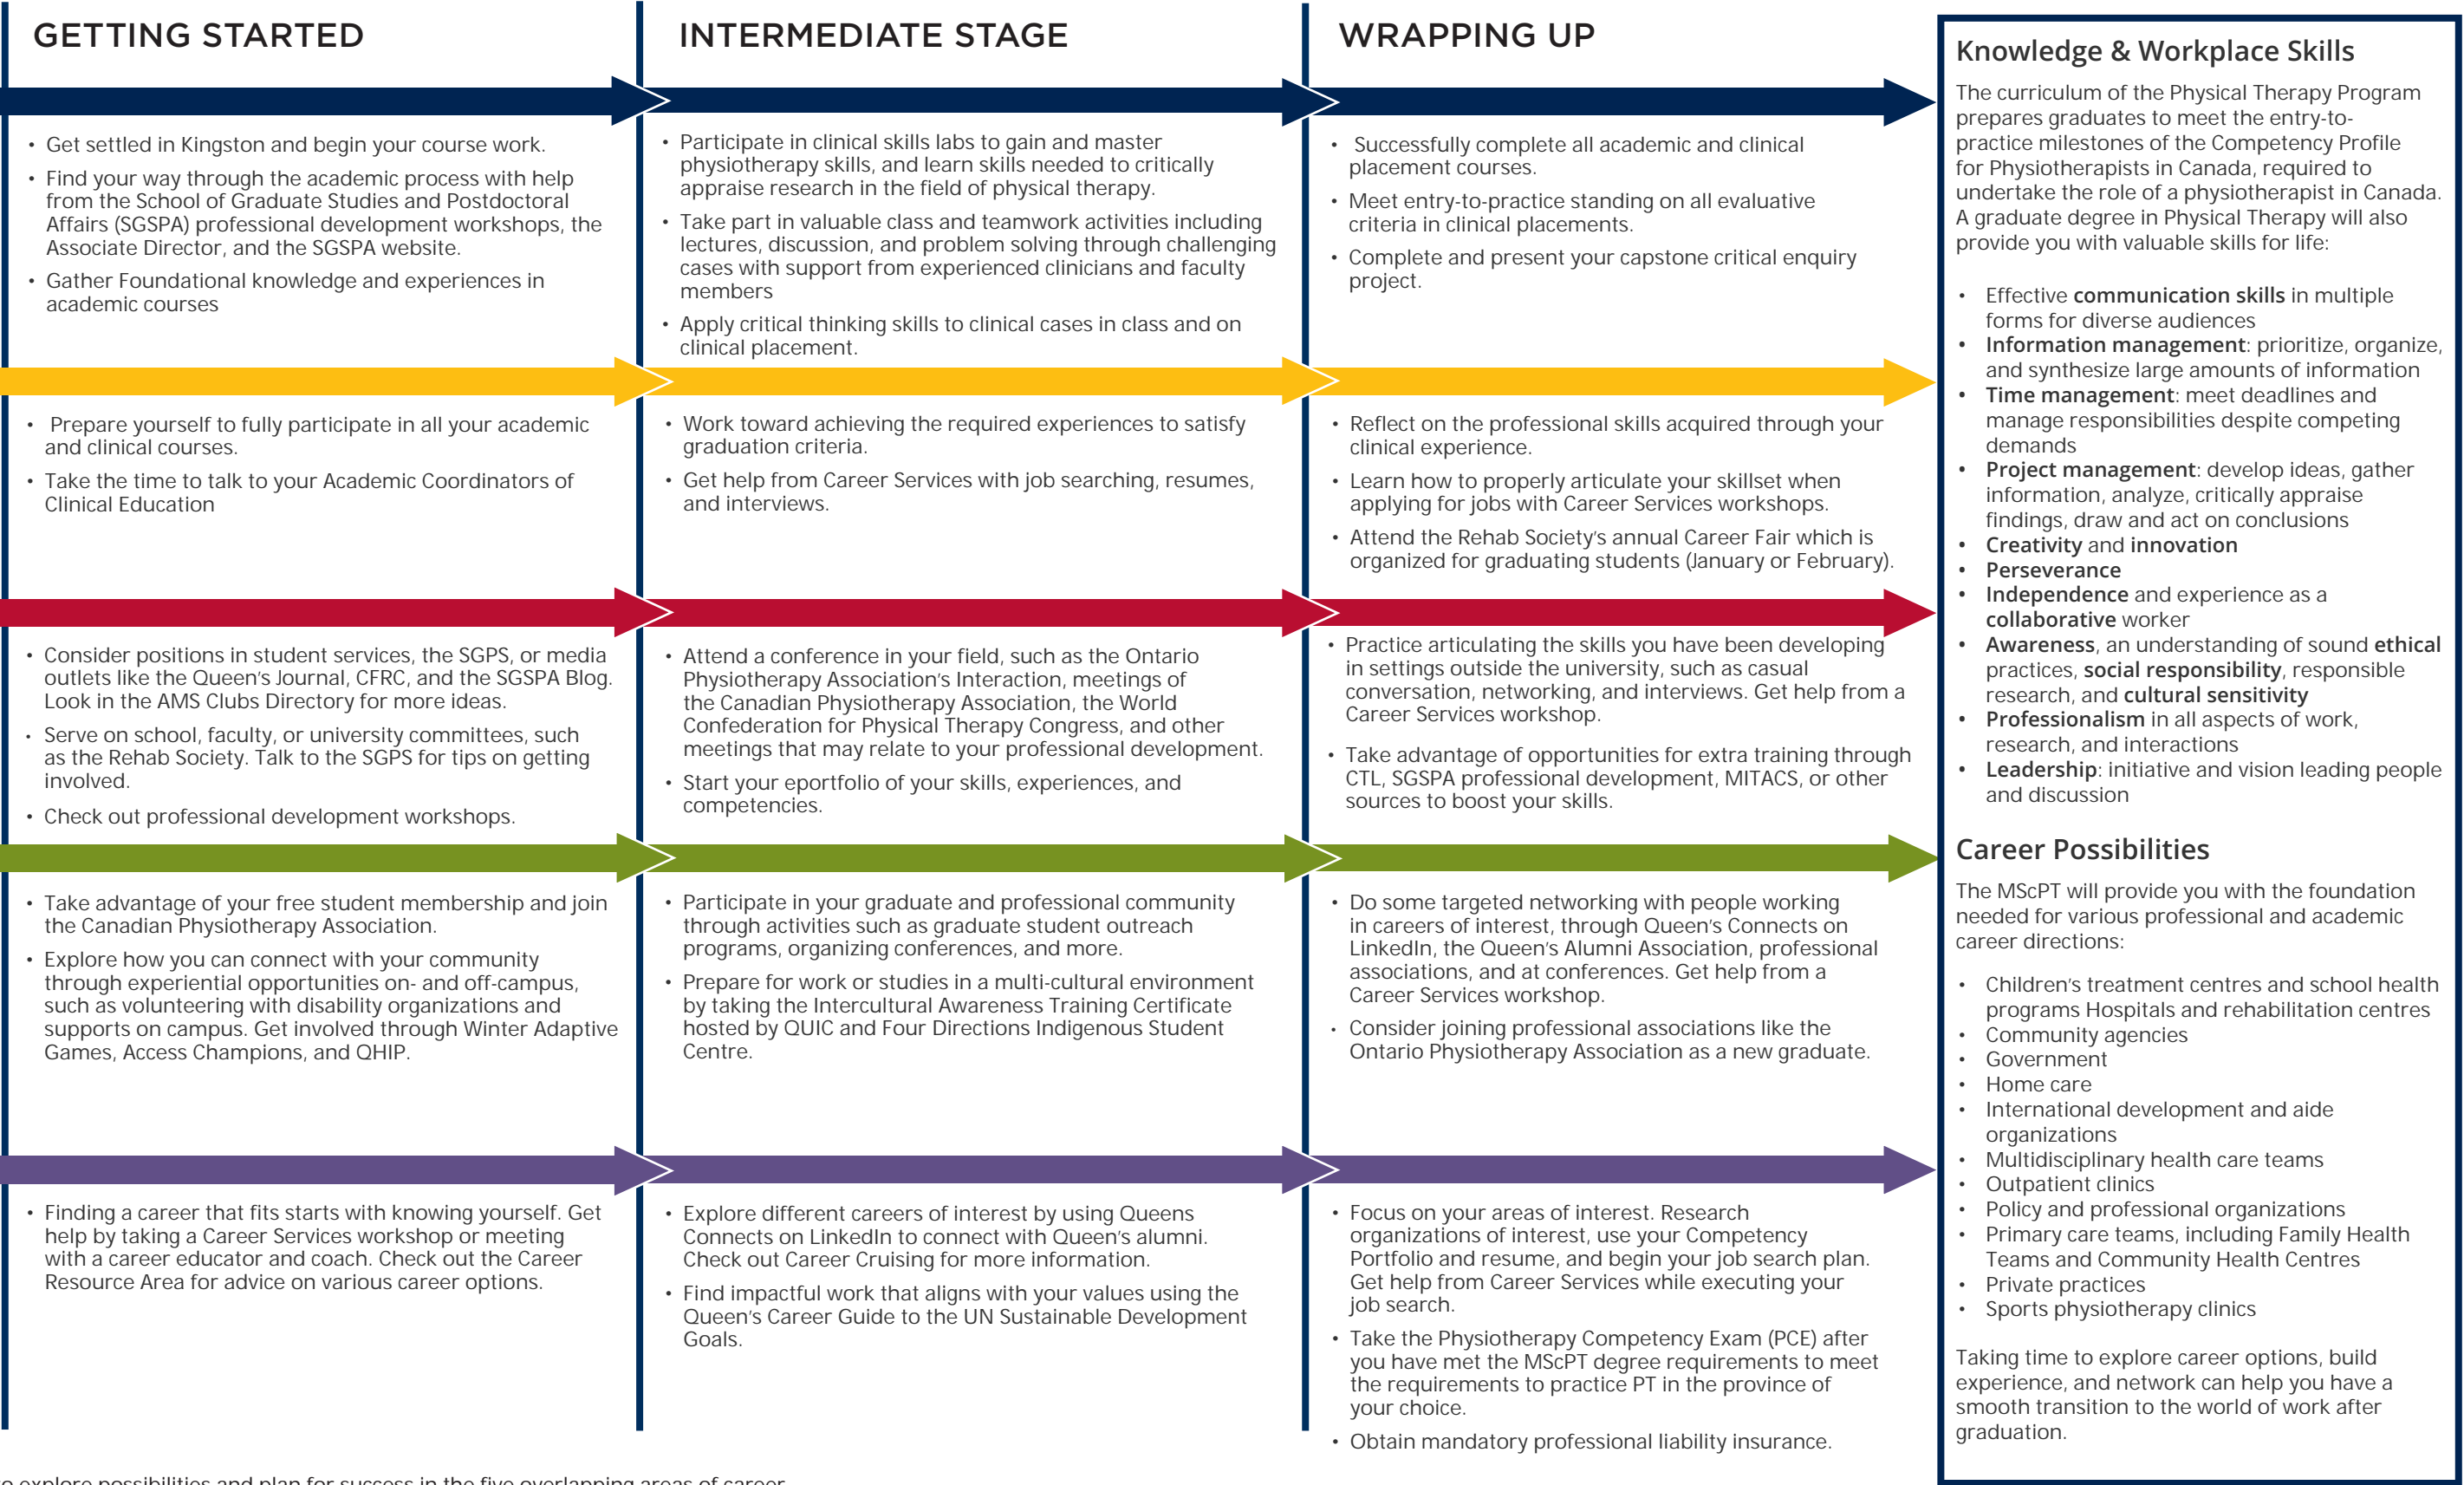 GETTING STARTED
• Get settled in Kingston and begin your course work.
• Find your way through the academic process with help
from the School of Graduate Studies and Postdoctoral
Affairs (SGSPA) professional development workshops, the
Associate Director, and the SGSPA website.
• Gather Foundational knowledge and experiences in
academic courses
• Prepare yourself to fully participate in all your academic
and clinical courses.
• Take the time to talk to your Academic Coordinators of
Clinical Education
• Consider positions in student services, the SGPS, or media
outlets like the Queen's Journal, CFRC, and the SGSPA Blog.
Look in the AMS Clubs Directory for more ideas.
• Serve on school, faculty, or university committees, such
as the Rehab Society. Talk to the SGPS for tips on getting
involved.
• Check out professional development workshops.
• Take advantage of your free student membership and join
the Canadian Physiotherapy Association.
• Explore how you can connect with your community
through experiential opportunities on- and off-campus,
such as volunteering with disability organizations and
supports on campus. Get involved through Winter Adaptive
Games, Access Champions, and QHIP.
• Finding a career that fits starts with knowing yourself. Get
help by taking a Career Services workshop or meeting
with a career educator and coach. Check out the Career
Resource Area for advice on various career options.
INTERMEDIATE STAGE
• Participate in clinical skills labs to gain and master
physiotherapy skills, and learn skills needed to critically
appraise research in the field of physical therapy.
• Take part in valuable class and teamwork activities including
lectures, discussion, and problem solving through challenging
cases with support from experienced clinicians and faculty
members
• Apply critical thinking skills to clinical cases in class and on
clinical placement.
• Work toward achieving the required experiences to satisfy
graduation criteria.
• Get help from Career Services with job searching, resumes,
and interviews.
• Attend a conference in your field, such as the Ontario
Physiotherapy Association's Interaction, meetings of
the Canadian Physiotherapy Association, the World
Confederation for Physical Therapy Congress, and other
meetings that may relate to your professional development.
• Start your eportfolio of your skills, experiences, and
competencies.
• Participate in your graduate and professional community
through activities such as graduate student outreach
programs, organizing conferences, and more.
• Prepare for work or studies in a multi-cultural environment
by taking the Intercultural Awareness Training Certificate
hosted by QUIC and Four Directions Indigenous Student
Centre.
• Explore different careers of interest by using Queens
Connects on LinkedIn to connect with Queen's alumni.
Check out Career Cruising for more information.
• Find impactful work that aligns with your values using the
Queen's Career Guide to the UN Sustainable Development
Goals.
WRAPPING UP
• Successfully complete all academic and clinical
placement courses.
• Meet entry-to-practice standing on all evaluative
criteria in clinical placements.
• Complete and present your capstone critical enquiry
project.
• Reflect on the professional skills acquired through your
clinical experience.
• Learn how to properly articulate your skillset when
applying for jobs with Career Services workshops.
• Attend the Rehab Society's annual Career Fair which is
organized for graduating students (January or February).
• Practice articulating the skills you have been developing
in settings outside the university, such as casual
conversation, networking, and interviews. Get help from a
Career Services workshop.
• Take advantage of opportunities for extra training through
CTL, SGSPA professional development, MITACS, or other
sources to boost your skills.
• Do some targeted networking with people working
in careers of interest, through Queen's Connects on
LinkedIn, the Queen's Alumni Association, professional
associations, and at conferences. Get help from a
Career Services workshop.
• Consider joining professional associations like the
Ontario Physiotherapy Association as a new graduate.
• Focus on your areas of interest. Research
organizations of interest, use your Competency
Portfolio and resume, and begin your job search plan.
Get help from Career Services while executing your
job search.
• Take the Physiotherapy Competency Exam (PCE) after
you have met the MScPT degree requirements to meet
the requirements to practice PT in the province of
your choice.
• Obtain mandatory professional liability insurance.
Knowledge & Workplace Skills
The curriculum of the Physical Therapy Program
prepares graduates to meet the entry-to-
practice milestones of the Competency Profile
for Physiotherapists in Canada, required to
undertake the role of a physiotherapist in Canada.
A graduate degree in Physical Therapy will also
provide you with valuable skills for life:
• Effective communication skills in multiple
forms for diverse audiences
• Information management: prioritize, organize,
and synthesize large amounts of information
• Time management: meet deadlines and
manage responsibilities despite competing
demands
• Project management: develop ideas, gather
information, analyze, critically appraise
findings, draw and act on conclusions
• Creativity and innovation
• Perseverance
• Independence and experience as a
collaborative worker
• Awareness, an understanding of sound ethical
practices, social responsibility, responsible
research, and cultural sensitivity
• Professionalism in all aspects of work,
research, and interactions
• Leadership: initiative and vision leading people
and discussion
Career Possibilities
The MScPT will provide you with the foundation
needed for various professional and academic
career directions:
• Children's treatment centres and school health
programs Hospitals and rehabilitation centres
• Community agencies
• Government
• Home care
• International development and aide
organizations
• Multidisciplinary health care teams
• Outpatient clinics
• Policy and professional organizations
• Primary care teams, including Family Health
Teams and Community Health Centres
• Private practices
• Sports physiotherapy clinics
Taking time to explore career options, build
experience, and network can help you have a
smooth transition to the world of work after
graduation.
explore possibilities and plan for success in the five overlapping areas of career